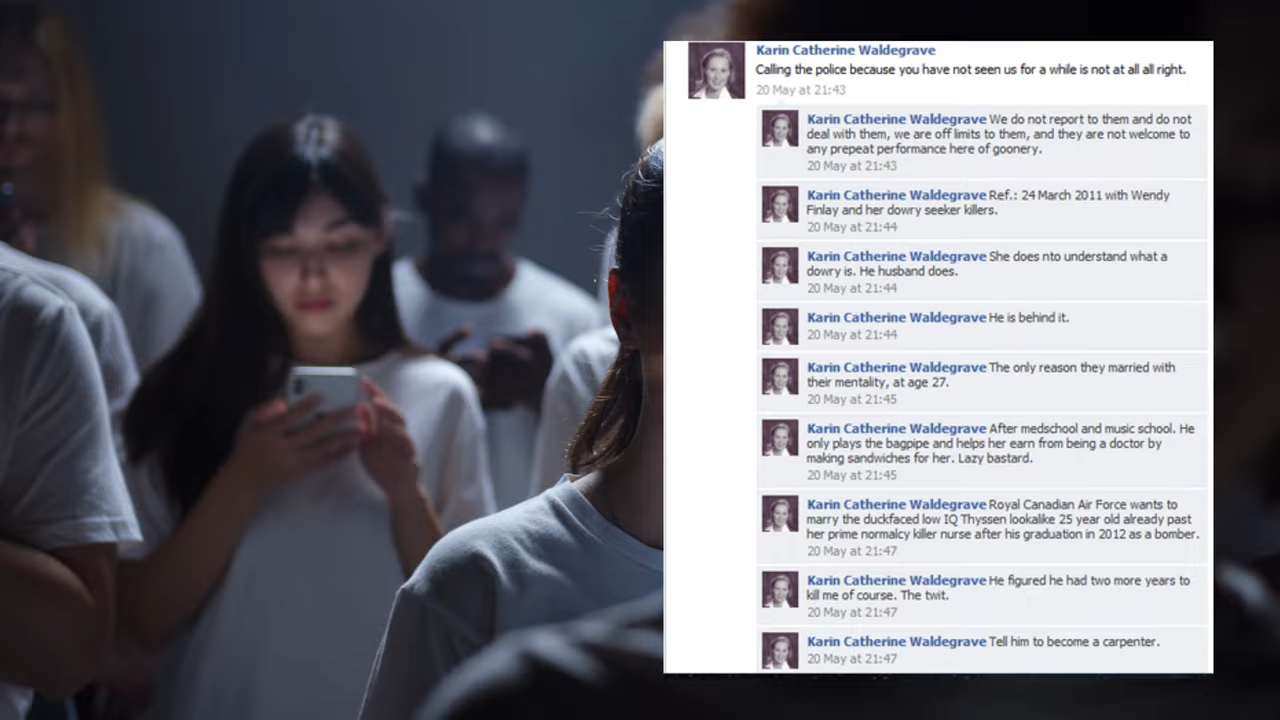 Karin Catherine Waldegrave
Calling the police because you have not seen us for a while is not at all all right.
20 May at 21:43
Karin Catherine Waldegrave We do not report to them and do not
deal with them, we are off limits to them, and they are not welcome to
any prepeat performance here of goonery.
20 May at 21:43
Karin Catherine Waldegrave Ref.: 24 March 2011 with Wendy
Finlay and her dowry seeker killers.
20 May at 21:44
Karin Catherine Waldegrave She does nto understand what a
dowry is. He husband does.
20 May at 21:44
Karin Catherine Waldegrave He is behind it.
20 May at 21:44
Karin Catherine Waldegrave The only reason they married with
their mentality, at age 27.
20 May at 21:45
Karin Catherine Waldegrave After medschool and music school. He
only plays the bagpipe and helps her earn from being a doctor by
making sandwiches for her. Lazy bastard.
20 May at 21:45
Karin Catherine Waldegrave Royal Canadian Air Force wants to
marry the duckfaced low IQ Thyssen lookalike 25 year old already past
her prime normalcy killer nurse after his graduation in 2012 as a bomber.
20 May at 21:47
Karin Catherine Waldegrave He figured he had two more years to
kill me of course. The twit.
20 May at 21:47
Karin Catherine Waldegrave Tell him to become a carpenter.
20 May at 21:47